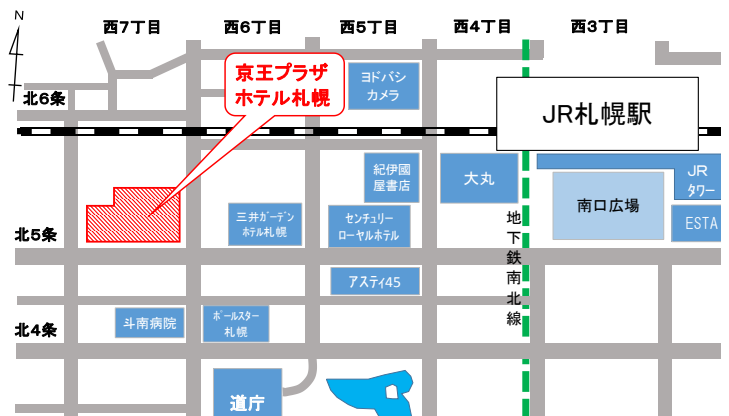 N
西7丁目
西6丁目
西5丁目
西4丁目
西3丁目
京王プラザ
ホテル札幌
ヨドバシ
カメラ
北6条
JR札幌駅
紀伊國
屋書店
大丸
JR
タワー
南口広場
ESTA
三井ガーデン
ホテル札幌
センチュリー
ローヤルホテル
地下鉄南北線
北5条
アスティ45
斗南病院
ポールスター
札幌
北4条
道庁